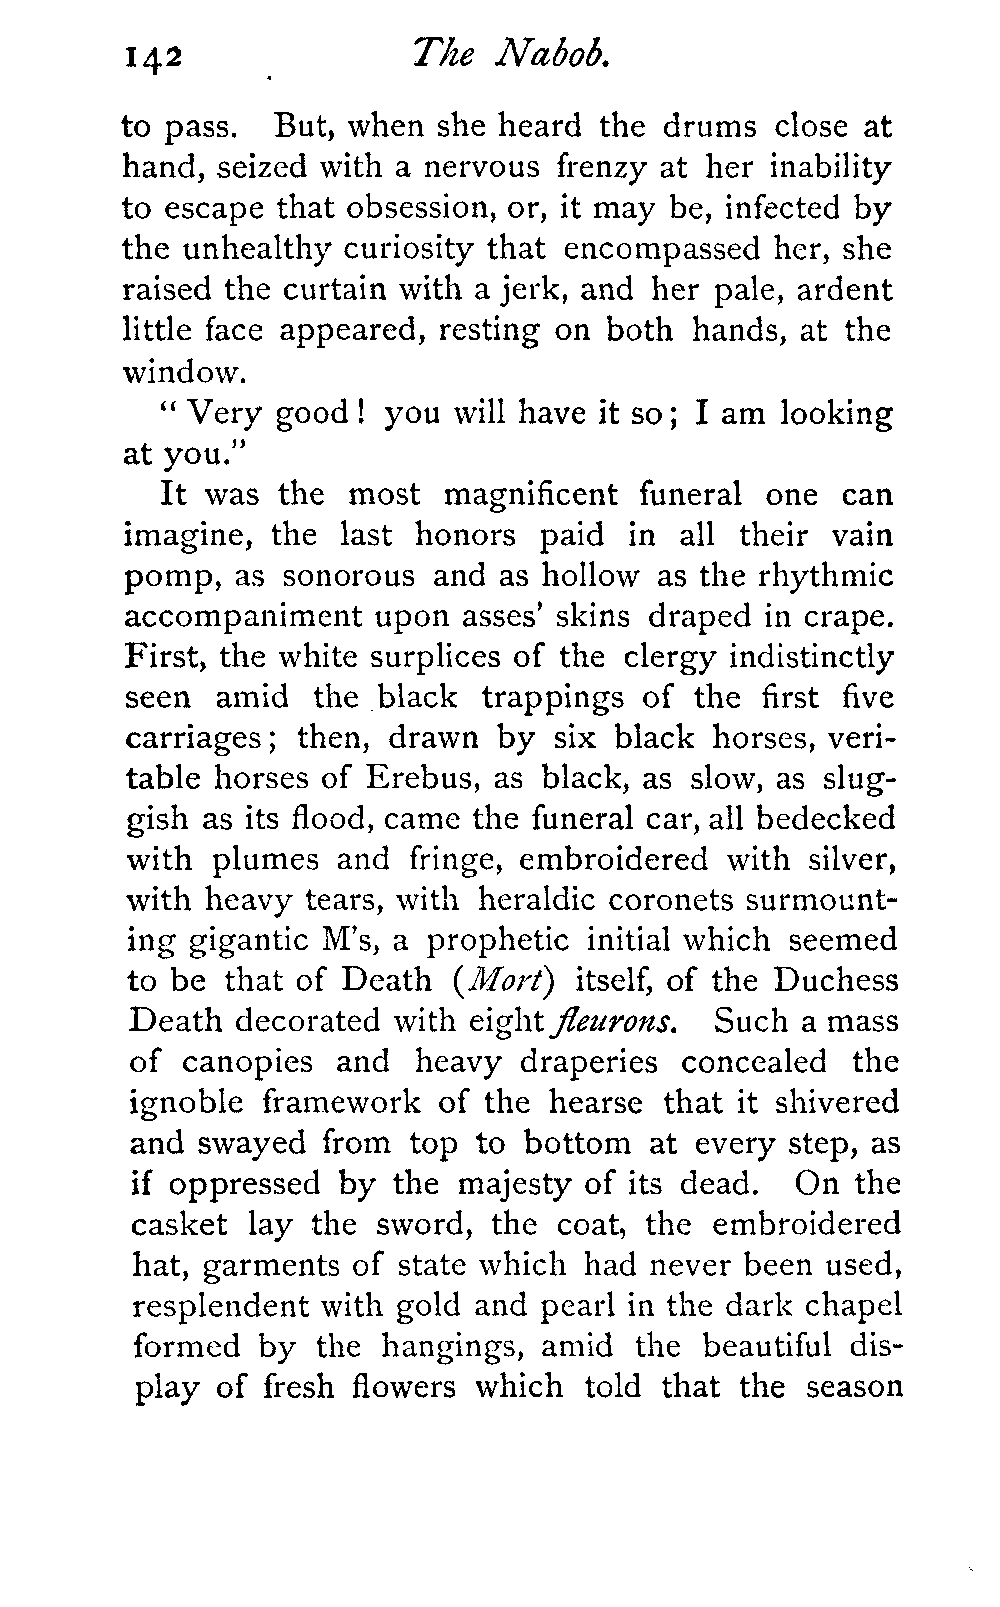 142 The Nabob.
to pass. But, when she heard the drums close at
hand, seized with a nervous frenzy at her inability
to escape that obsession, or, it may be, infected by
the unhealthy curiosity that encompassed her, she
raised the curtain with a jerk, and her pale, ardent
little face appeared, resting on both hands, at the
window.
“ Very good ! you will have it so ; I am looking
at you.”
It was the most magnificent funeral one can
imagine, the last honors paid in all their vain
pomp, as sonorous and as hollow as the rhythmic
accompaniment upon asses’ skins draped in crape.
First, the white surplices of the clergy indistinctly
seen amid the black trappings of the first five
carriages ; then, drawn by six black horses, veri-
table horses of Erebus, as black, as slow, as slug-
gish as its flood, came the funeral car, all bedecked
with plumes and fringe, embroidered with silver,
with heavy tears, with heraldic coronets surmount-
ing gigantic M’s, a prophetic initial which seemed
to be that of Death (Mort) itself, of the Duchess
Death decorated with eight fleurons. Such a mass
of canopies and heavy draperies concealed the
ignoble framework of the hearse that it shivered
and swayed from top to bottom at every step, as
if oppressed by the majesty of its dead. On the
casket lay the sword, the coat, the embroidered
hat, garments of state which had never been used,
resplendent with gold and pearl in the dark chapel
formed by the hangings, amid the beautiful dis-
play of fresh flowers which told that the season